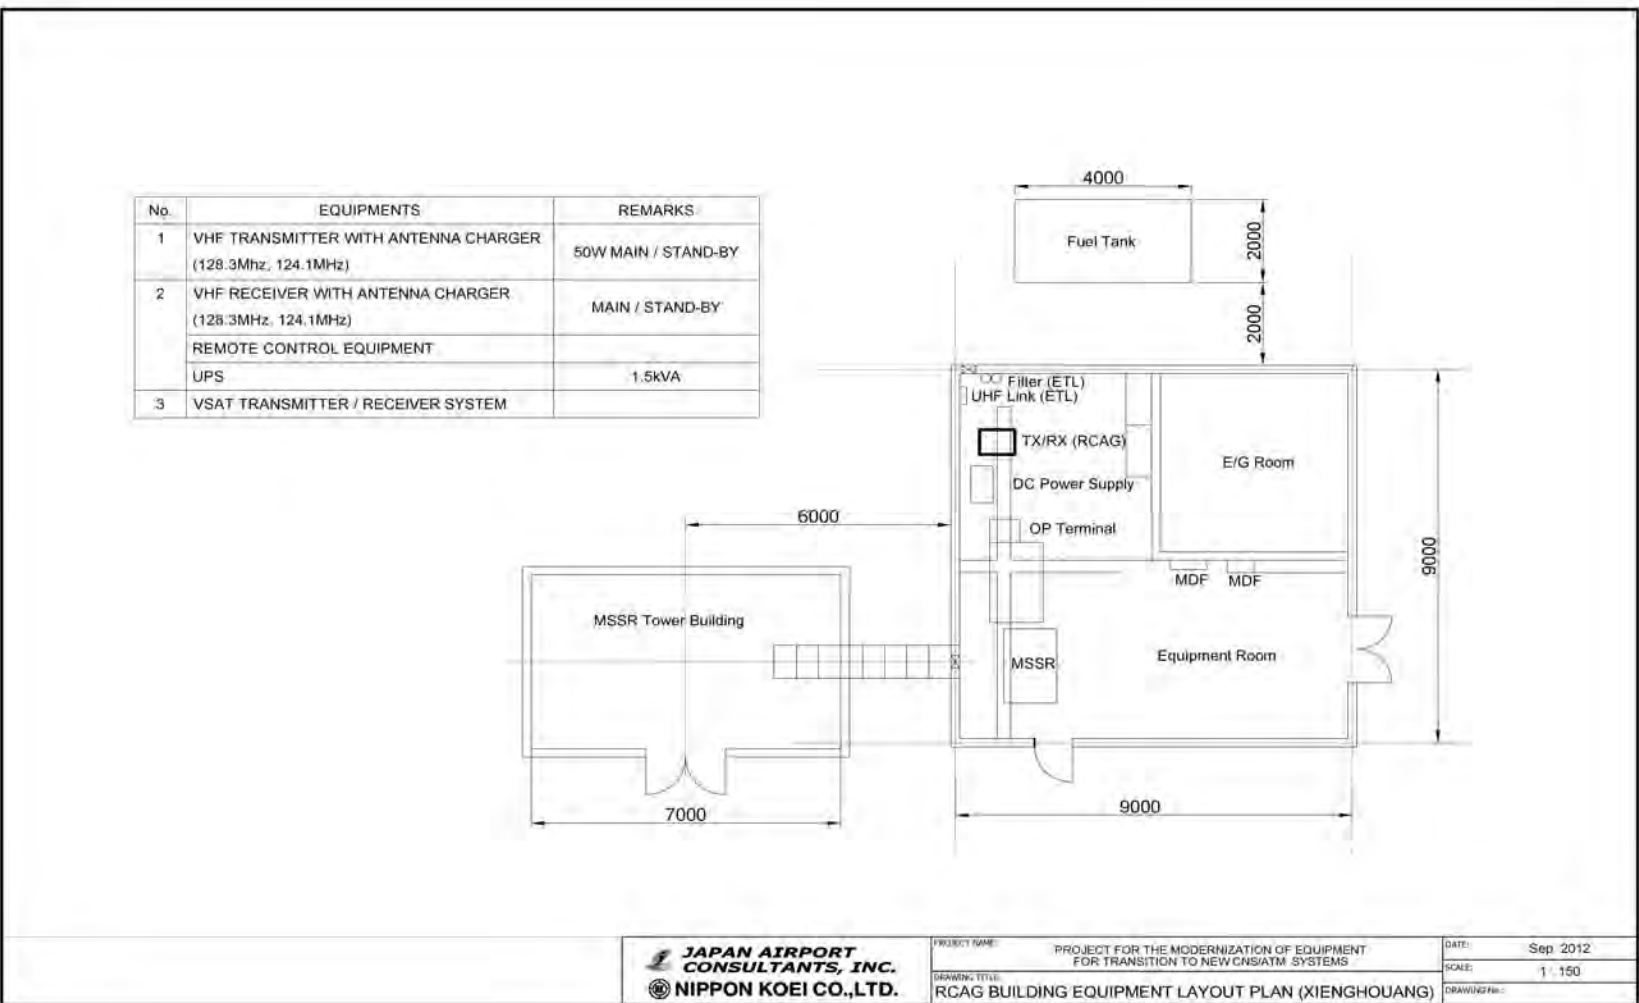 No. EQUIPMENTS REMARKS
1 VHF TRANSMITTER WITH ANTENNA CHARGER
(128.3Mhz, 124.1MHz)
50W MAIN / STAND-BY
2 VHF RECEIVER WITH ANTENNA CHARGER
(128.3MHz, 124.1MHz)
MAIN / STAND-BY
REMOTE CONTROL EQUIPMENT
UPS 1.5kVA
3 VSAT TRANSMITTER / RECEIVER SYSTEM
4000
Fuel Tank
2000
2000
Filler (ETL)
UHF Link (ETL)
TX/RX (RCAG)
E/G Room
DC Power Supply
6000
OP Terminal
9000
MDF MDF
MSSR Tower Building
MSSR
Equipment Room
7000
9000
JAPAN AIRPORT
CONSULTANTS, INC.
NIPPON KOEI CO.,LTD.
PROJECT NAME:
PROJECT FOR THE MODERNIZATION OF EQUIPMENT
FOR TRANSITION TO NEW CNS/ATM SYSTEMS
DRAWING TITLE:
RCAG BUILDING EQUIPMENT LAYOUT PLAN (XIENGHOUANG)
DATE: Sep. 2012
SCALE: 1 : 150
DRAWING No.: